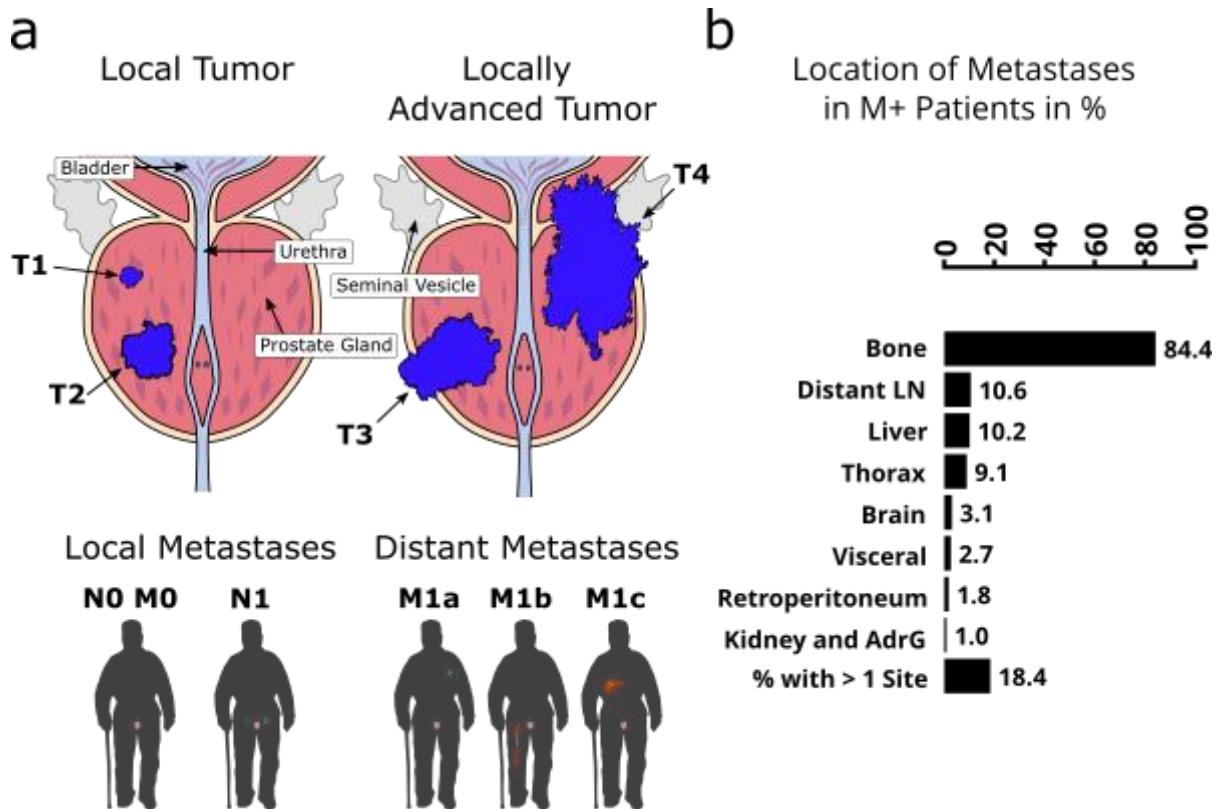 a
Local Tumor
Locally
Advanced Tumor
Bladder
T4
Urethra
T1
Seminal Vesicle
Prostate Gland
T2
T3
Local Metastases
Distant Metastases
N0 M0
N1
M1a
M1b
M1c
b
Location of Metastases
in M+ Patients in %
0 20 40 60 80 100
Bone 84.4
Distant LN 10.6
Liver 10.2
Thorax 9.1
Brain 3.1
Visceral 2.7
Retroperitoneum 1.8
Kidney and AdrG 1.0
% with > 1 Site 18.4